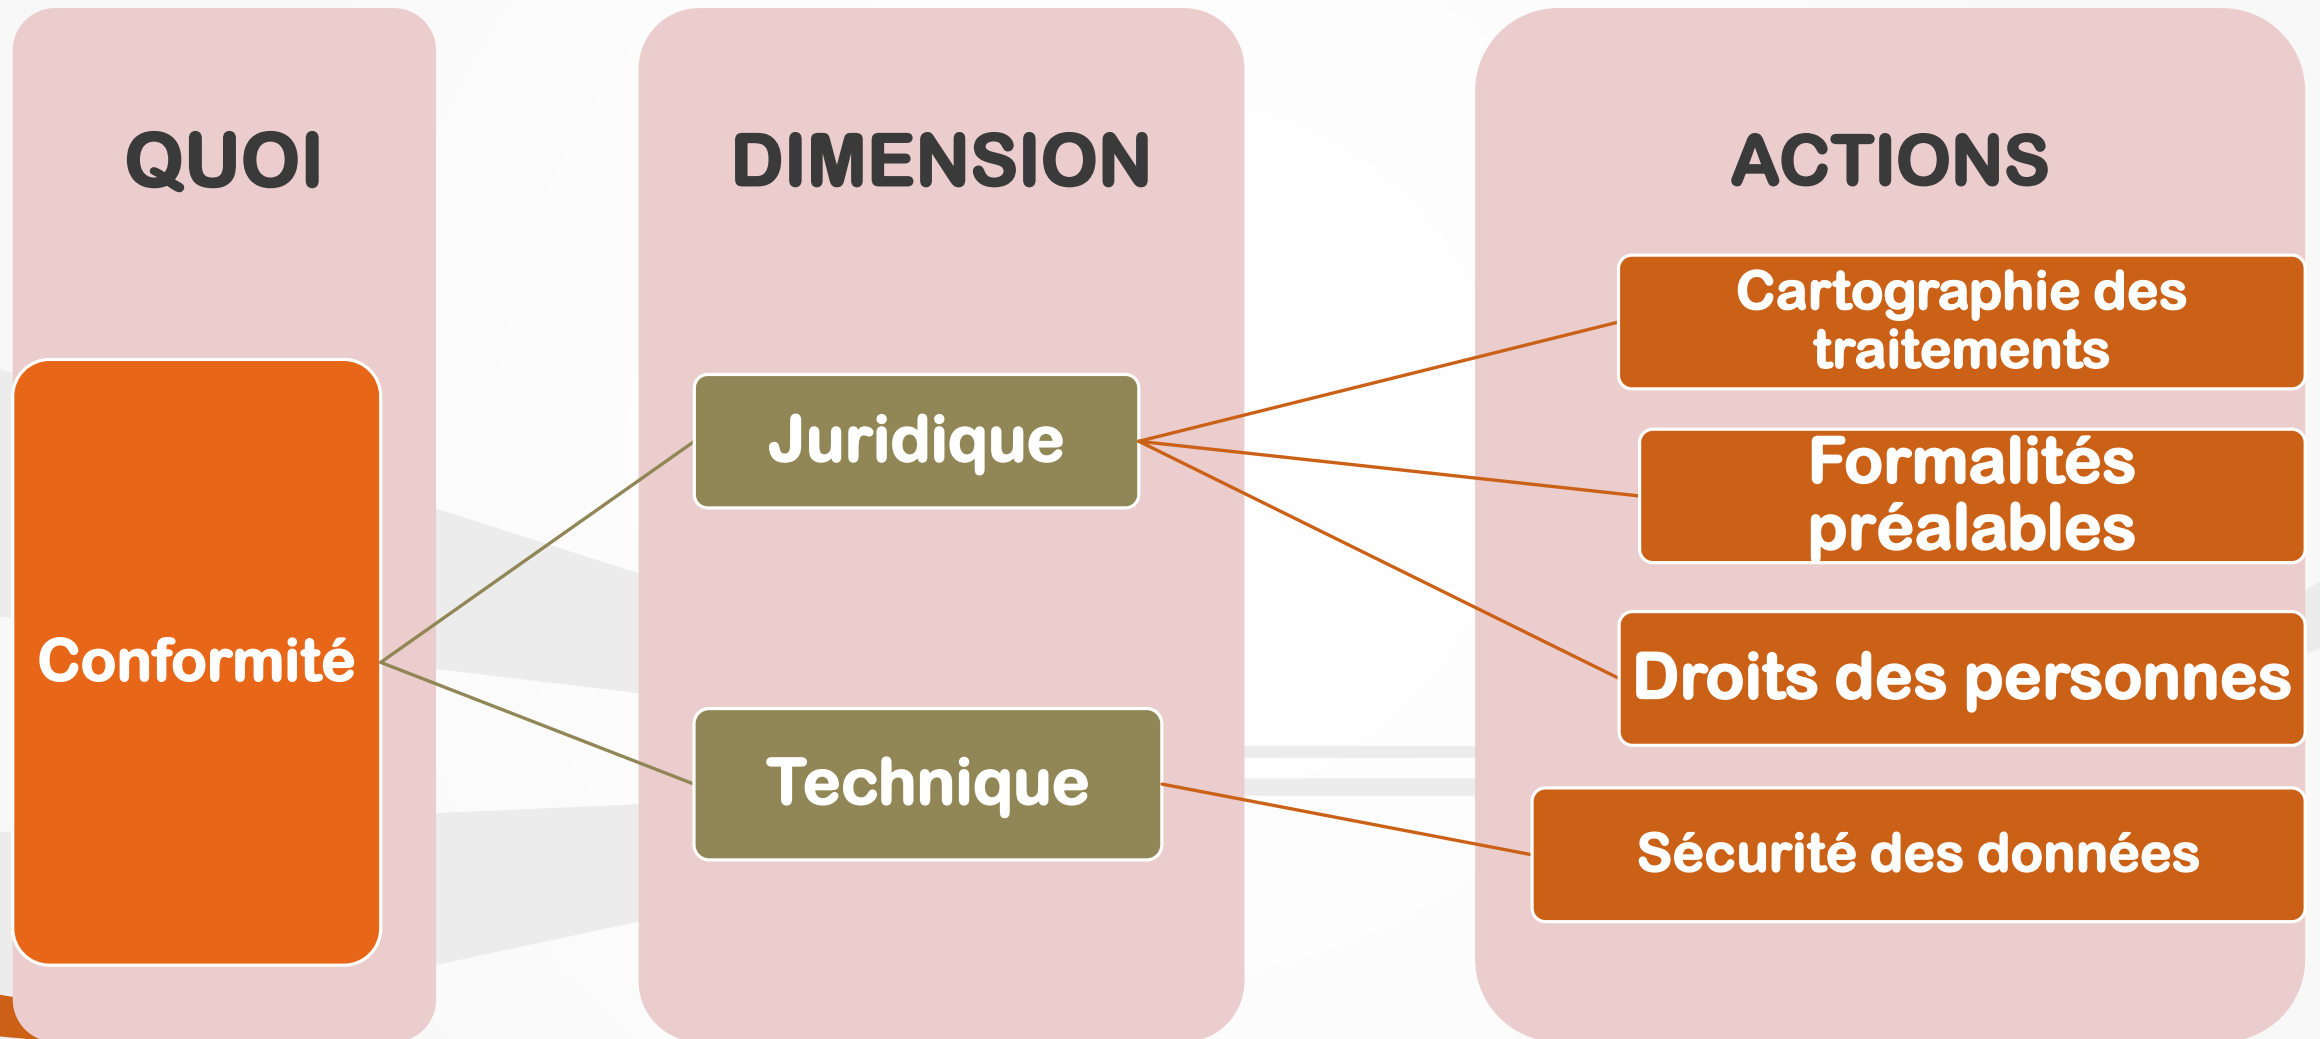 QUOI
DIMENSION
ACTIONS
Conformité
Juridique
Technique
Cartographie des
traitements
Formalités
préalables
Droits des personnes
Sécurité des données